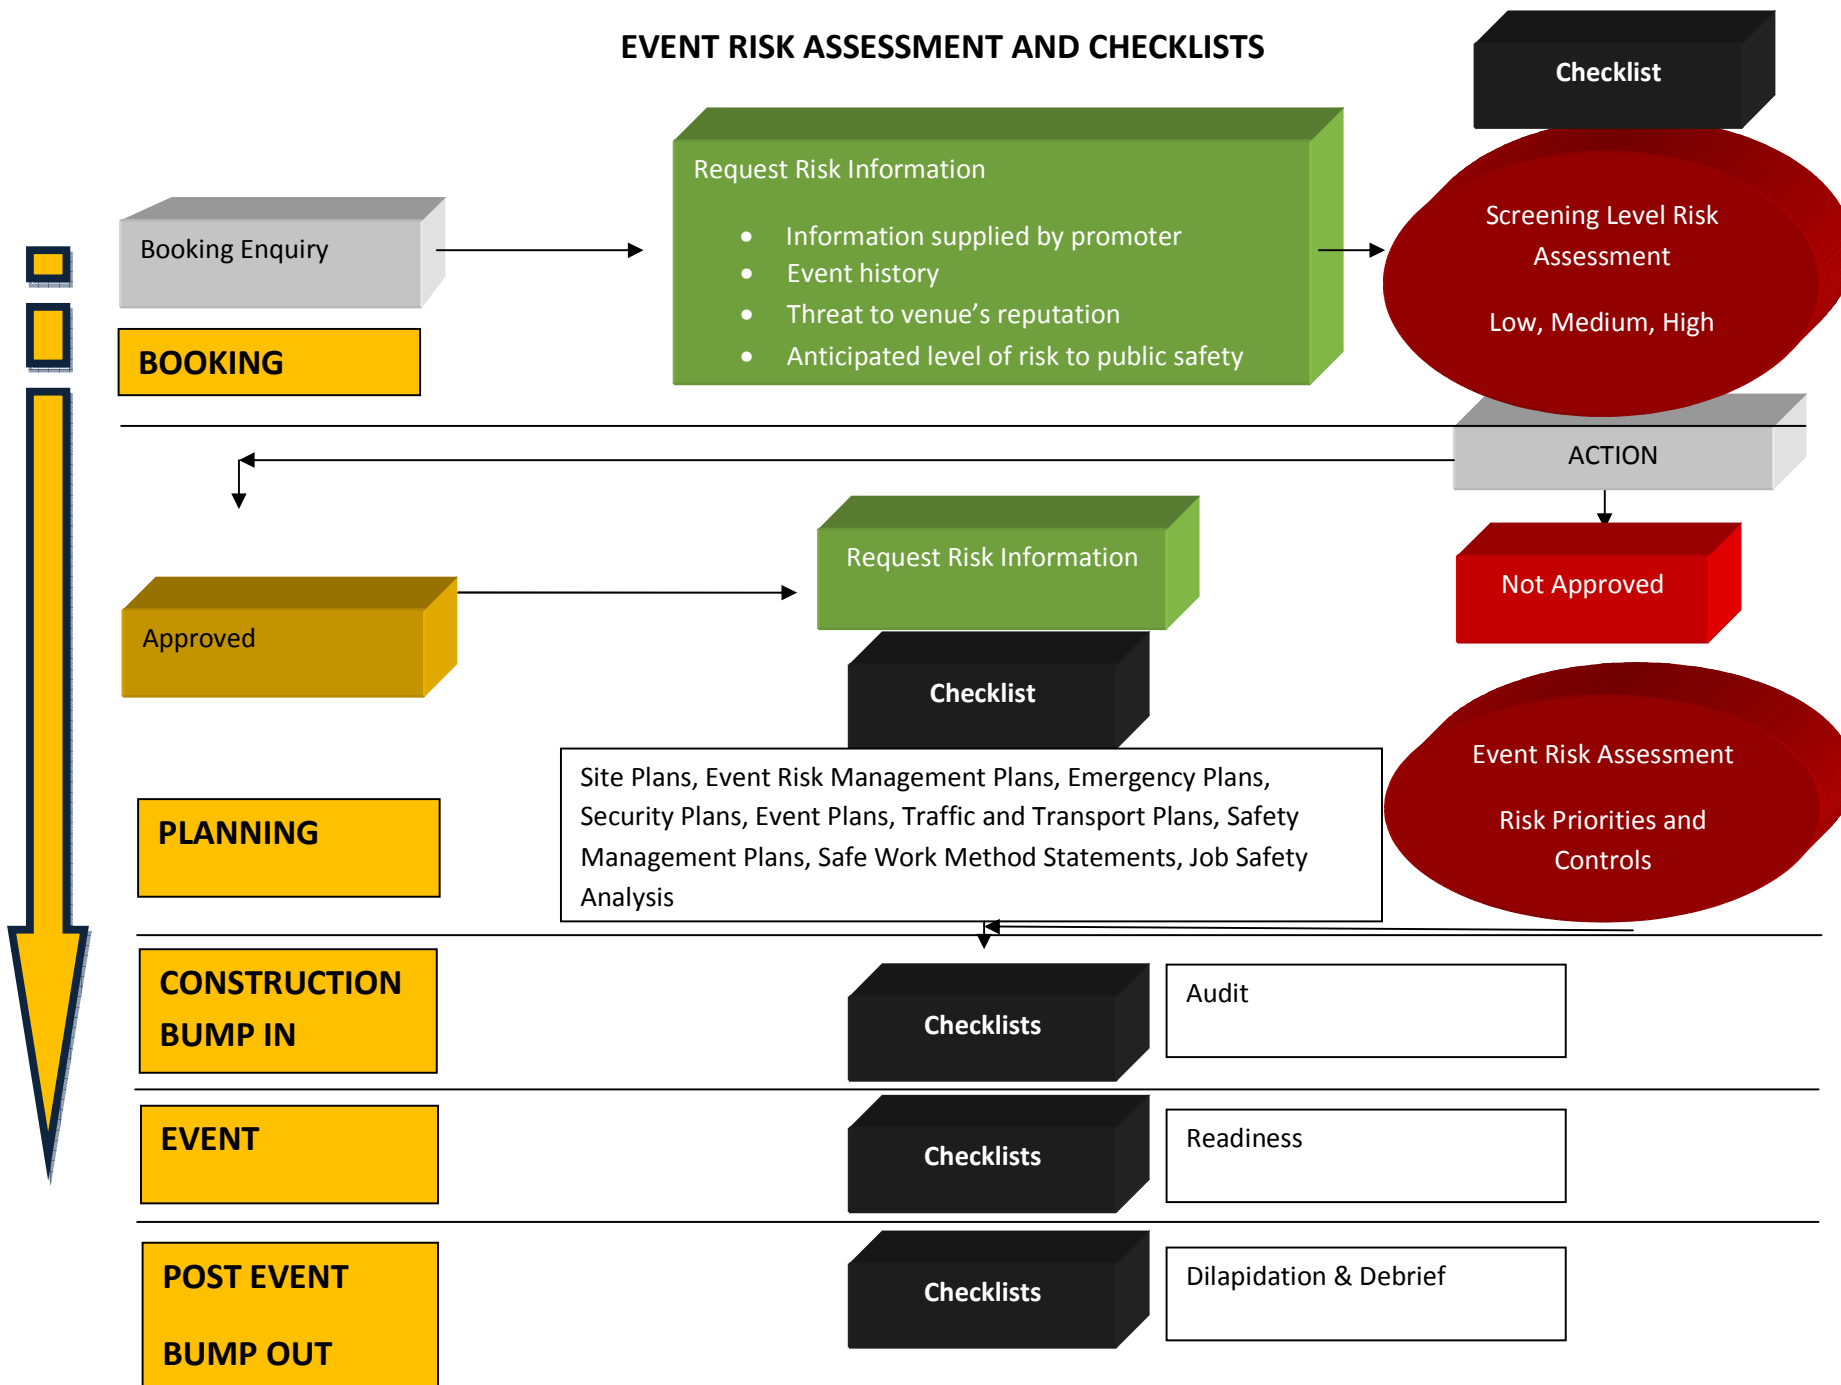 EVENT RISK ASSESSMENT AND CHECKLISTS
Checklist
Booking Enquiry
Request Risk Information
• Information supplied by promoter
• Event history
• Threat to venue’s reputation
• Anticipated level of risk to public safety
Screening Level Risk
Assessment
Low, Medium, High
BOOKING
ACTION
Approved
Request Risk Information
Not Approved
Checklist
PLANNING
Site Plans, Event Risk Management Plans, Emergency Plans,
Security Plans, Event Plans, Traffic and Transport Plans, Safety
Management Plans, Safe Work Method Statements, Job Safety
Analysis
Event Risk Assessment
Risk Priorities and
Controls
CONSTRUCTION
BUMP IN
Checklists
Audit
EVENT
Checklists
Readiness
POST EVENT
BUMP OUT
Checklists
Dilapidation & Debrief